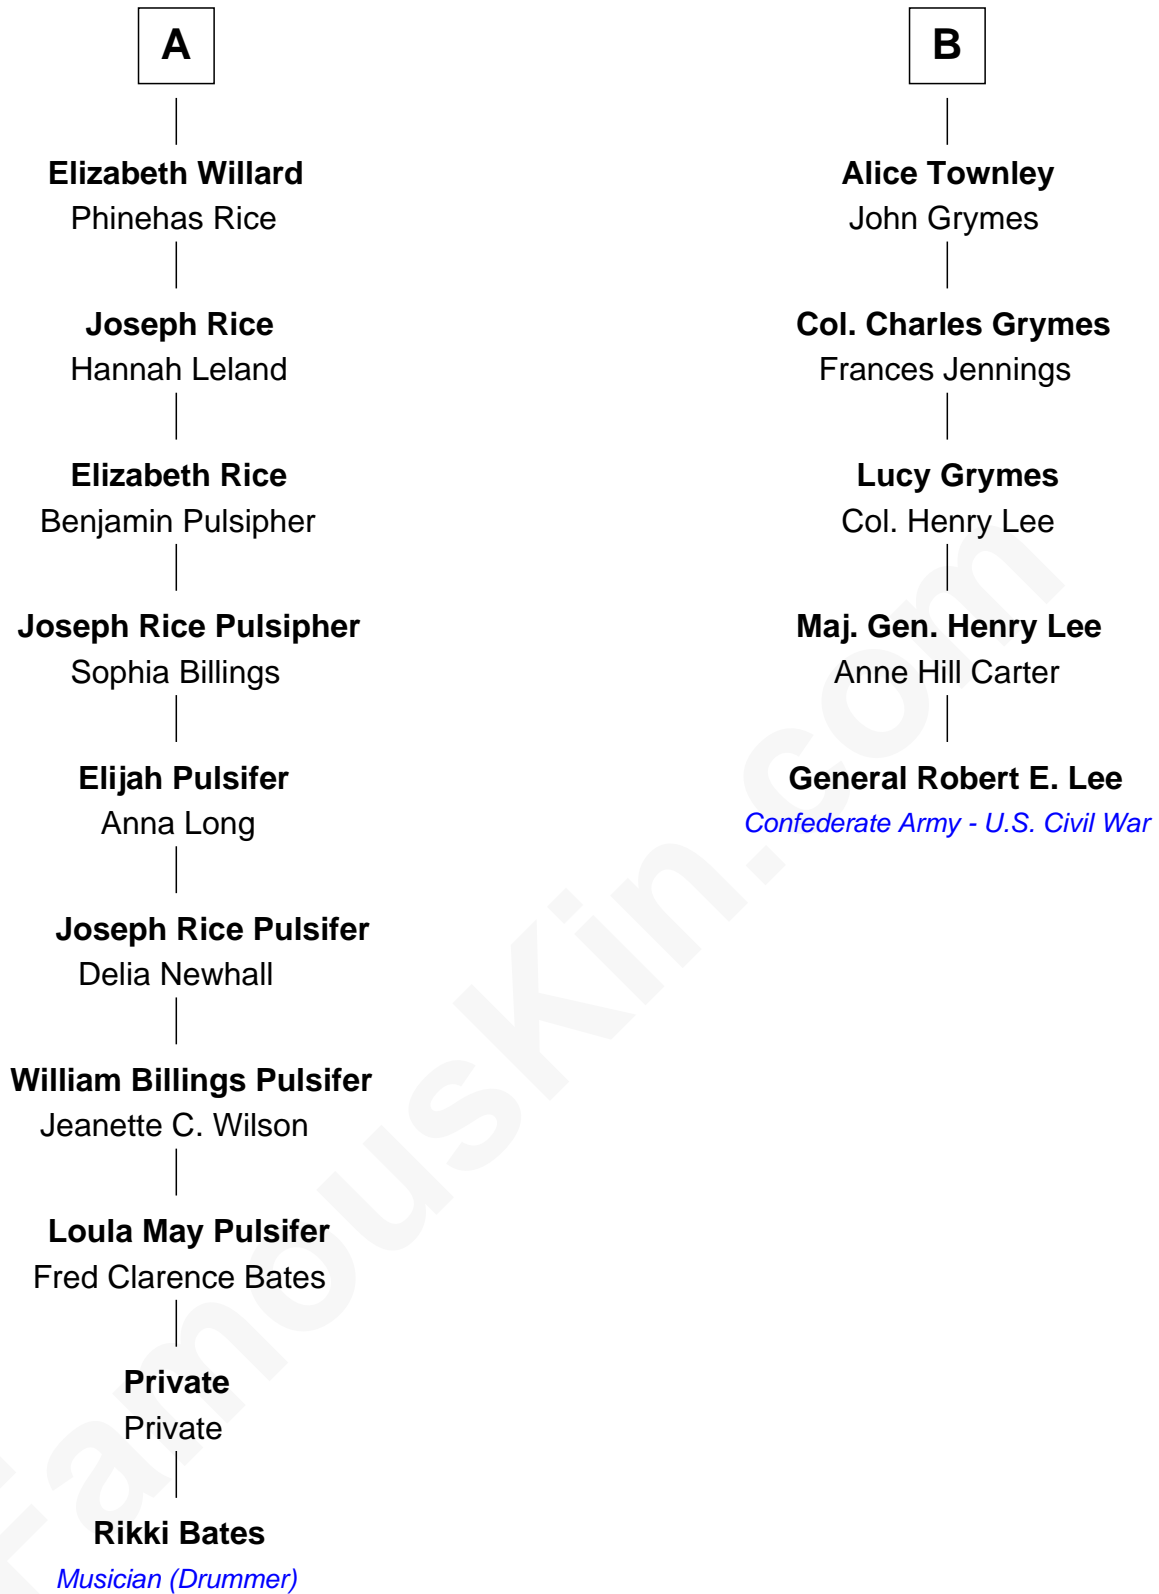 A
Elizabeth Willard
Phinehas Rice
Joseph Rice
Hannah Leland
Elizabeth Rice
Benjamin Pulsipher
Joseph Rice Pulsipher
Sophia Billings
Elijah Pulsifer
Anna Long
Joseph Rice Pulsifer
Delia Newhall
William Billings Pulsifer
Jeanette C. Wilson
Loula May Pulsifer
Fred Clarence Bates
Private
Private
Rikki Bates
Musician (Drummer)
B
Alice Townley
John Grymes
Col. Charles Grymes
Frances Jennings
Lucy Grymes
Col. Henry Lee
Maj. Gen. Henry Lee
Anne Hill Carter
General Robert E. Lee
Confederate Army - U.S. Civil War
FamousKin.com